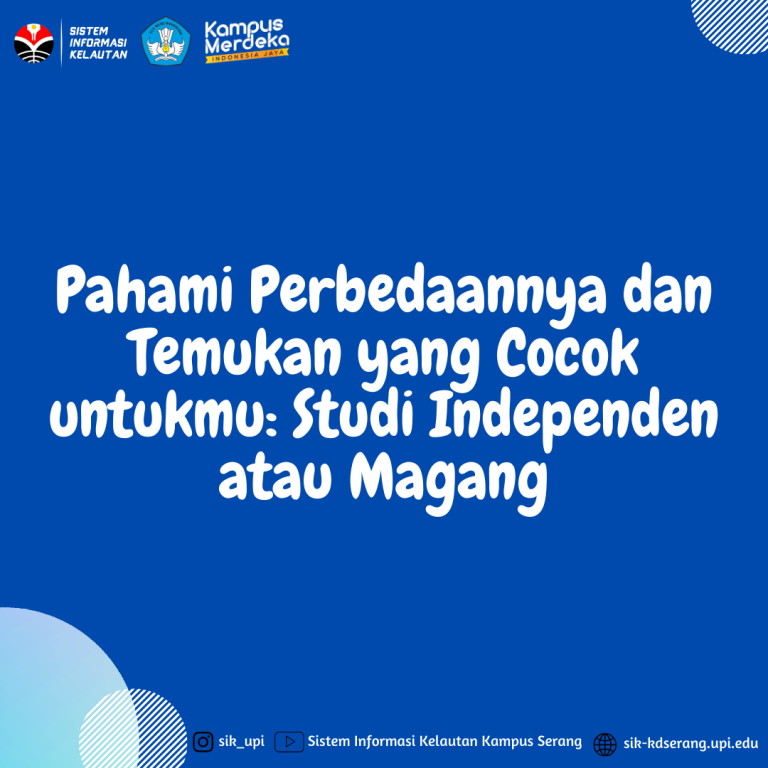 SISTEM
INFORMASI
KELAUTAN
Kampus
Merdeka
INDONESIA JAYA
Pahami Perbedaannya dan
Temukan yang Cocok
untukmu: Studi Independen
atau Magang
sik_upi
Sistem Informasi Kelautan Kampus Serang
sik-kdserang.upi.edu